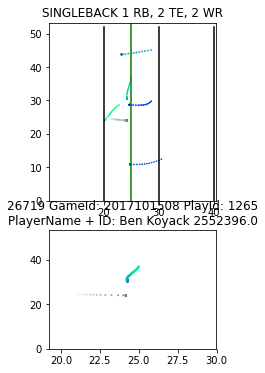 SINGLEBACK 1 RB, 2 TE, 2 WR
50
40
30
20
10
0
20 30 40
26719 GameId: 2017101508 PlayId: 1265
PlayerName + ID: Ben Koyack 2552396.0
40
20
0
20.0 22.5 25.0 27.5 30.0